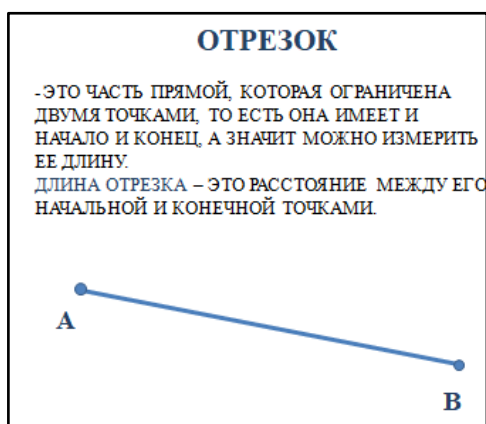 ОТРЕЗОК
- ЭТО ЧАСТЬ ПРЯМОЙ, КОТОРАЯ ОГРАНИЧЕНА
ДВУМЯ ТОЧКАМИ, ТО ЕСТЬ ОНА ИМЕЕТ И
НАЧАЛО И КОНЕЦ, А ЗНАЧИТ МОЖНО ИЗМЕРИТЬ
ЕЕ ДЛИНУ.
ДЛИНА ОТРЕЗКА – ЭТО РАССТОЯНИЕ МЕЖДУ ЕГО
НАЧАЛЬНОЙ И КОНЕЧНОЙ ТОЧКАМИ.
А
В